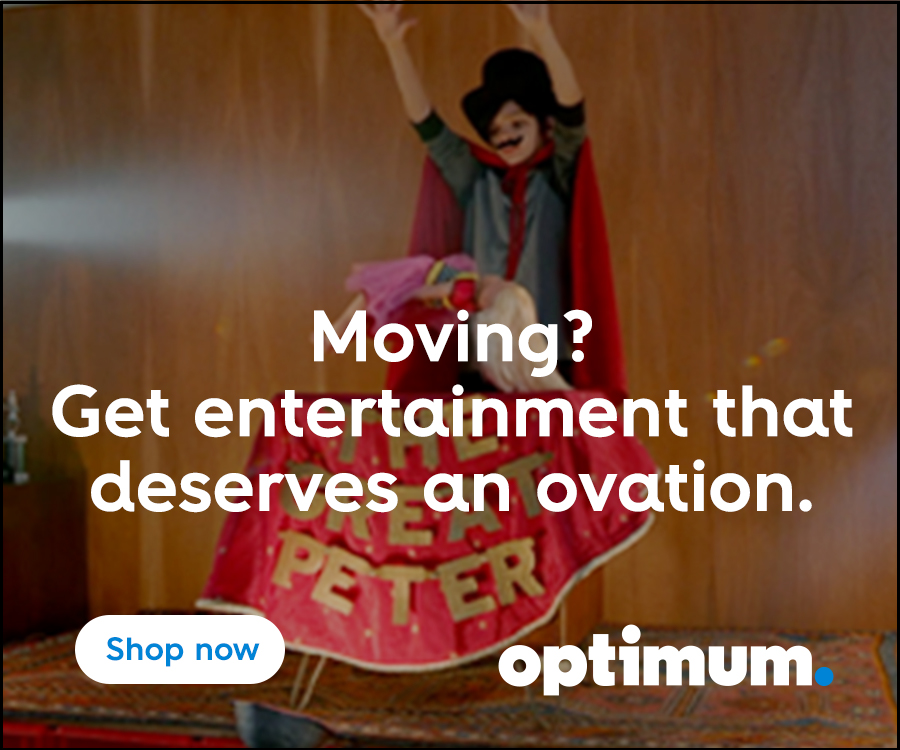 Moving?
Get entertainment that
deserves an ovation.
THE
GREAT
PETER
Shop now
optimum.